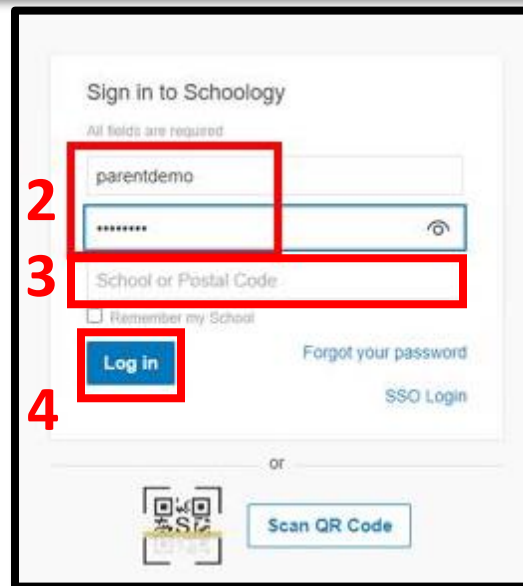 Sign in to Schoology
All fields are required
2
parentdemo
••••••••
3
School or Postal Code
Remember my School
Log in
Forgot your password
4
SSO Login
or
Scan QR Code